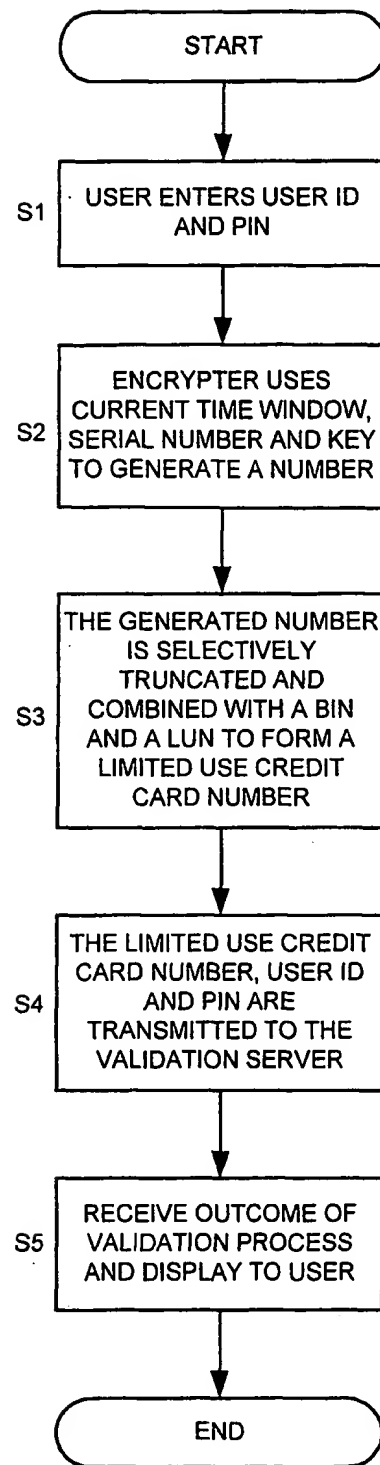 START
S1
USER ENTERS USER ID
AND PIN
S2
ENCRYPTER USES
CURRENT TIME WINDOW,
SERIAL NUMBER AND KEY
TO GENERATE A NUMBER
S3
THE GENERATED NUMBER
IS SELECTIVELY
TRUNCATED AND
COMBINED WITH A BIN
AND A LUN TO FORM A
LIMITED USE CREDIT
CARD NUMBER
S4
THE LIMITED USE CREDIT
CARD NUMBER, USER ID
AND PIN ARE
TRANSMITTED TO THE
VALIDATION SERVER
S5
RECEIVE OUTCOME OF
VALIDATION PROCESS
AND DISPLAY TO USER
END